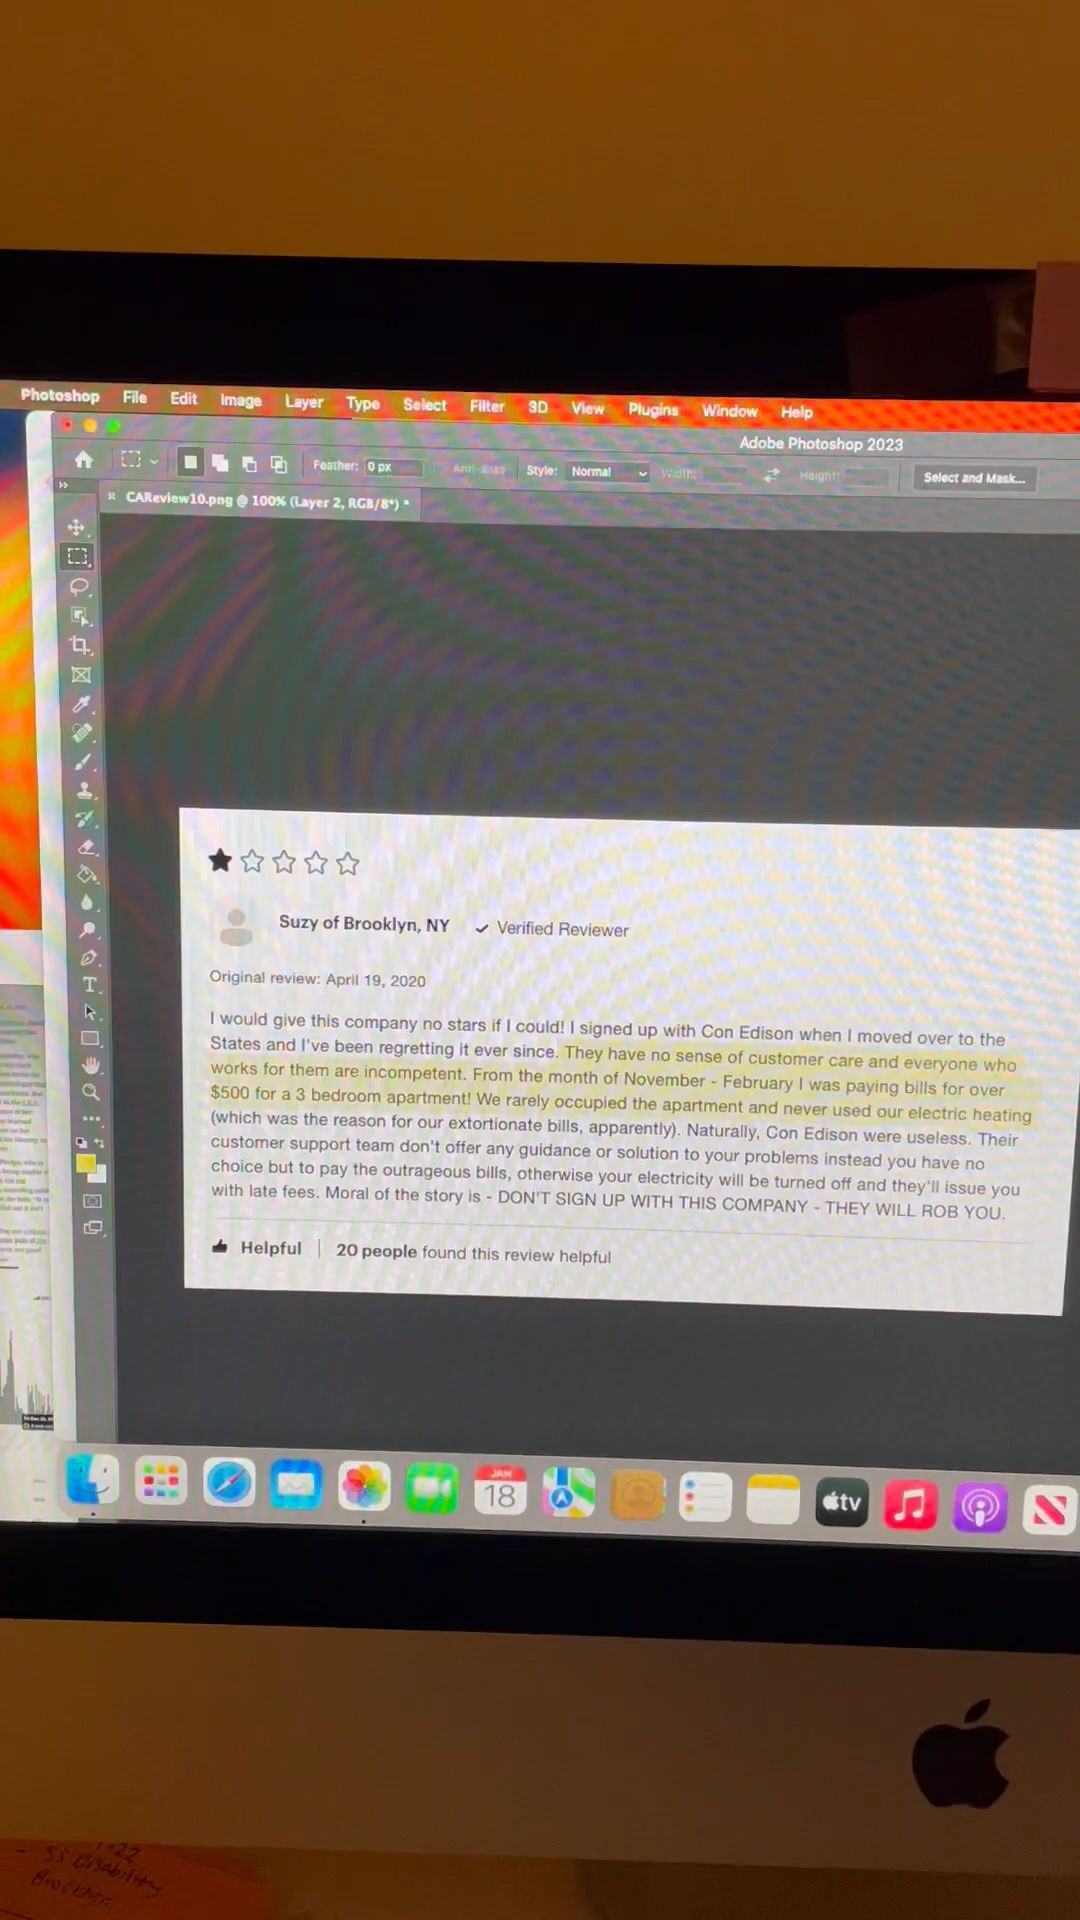 Photoshop File Edit Image Layer Type Select Filter 3D View Plugins Window Help
Adobe Photoshop 2023
Feather: 0 px Anti-alias Style: Normal Width: Height: Select and Mask...
CAReview10.png @ 100% (Layer 2, RGB/8*) *
Suzy of Brooklyn, NY Verified Reviewer
Original review: April 19, 2020
I would give this company no stars if I could! I signed up with Con Edison when I moved over to the
States and I've been regretting it ever since. They have no sense of customer care and everyone who
works for them are incompetent. From the month of November - February I was paying bills for over
$500 for a 3 bedroom apartment! We rarely occupied the apartment and never used our electric heating
(which was the reason for our extortionate bills, apparently). Naturally, Con Edison were useless. Their
customer support team don't offer any guidance or solution to your problems instead you have no
choice but to pay the outrageous bills, otherwise your electricity will be turned off and they'll issue you
with late fees. Moral of the story is - DON'T SIGN UP WITH THIS COMPANY - THEY WILL ROB YOU.
Helpful | 20 people found this review helpful
JAN
18
tv
- SS Disability
Brooklyn